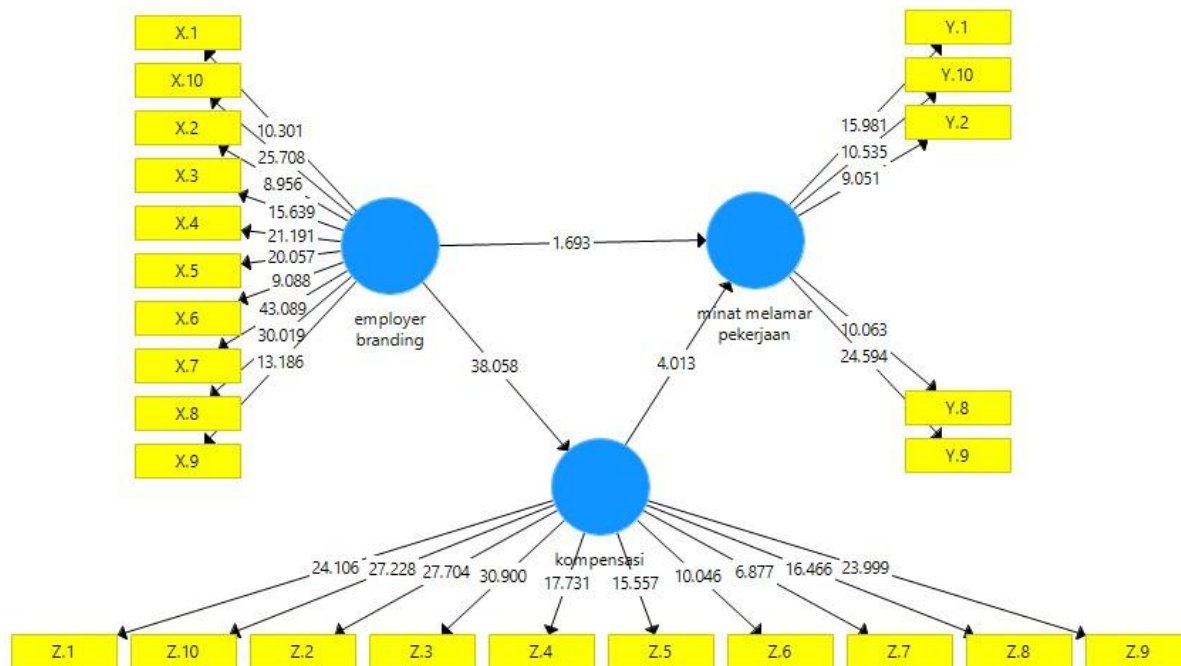 X.1
X.10
X.2
X.3
X.4
X.5
X.6
X.7
X.8
X.9
10.301
25.708
8.956
15.639
21.191
20.057
9.088
43.089
30.019
13.186
employer
branding
1.693
38.058
4.013
minat melamar
pekerjaan
15.981
10.535
9.051
10.063
24.594
Y.1
Y.10
Y.2
Y.8
Y.9
kompensasi
24.106
27.228
27.704
30.900
17.731
15.557
10.046
6.877
16.466
23.999
Z.1
Z.10
Z.2
Z.3
Z.4
Z.5
Z.6
Z.7
Z.8
Z.9